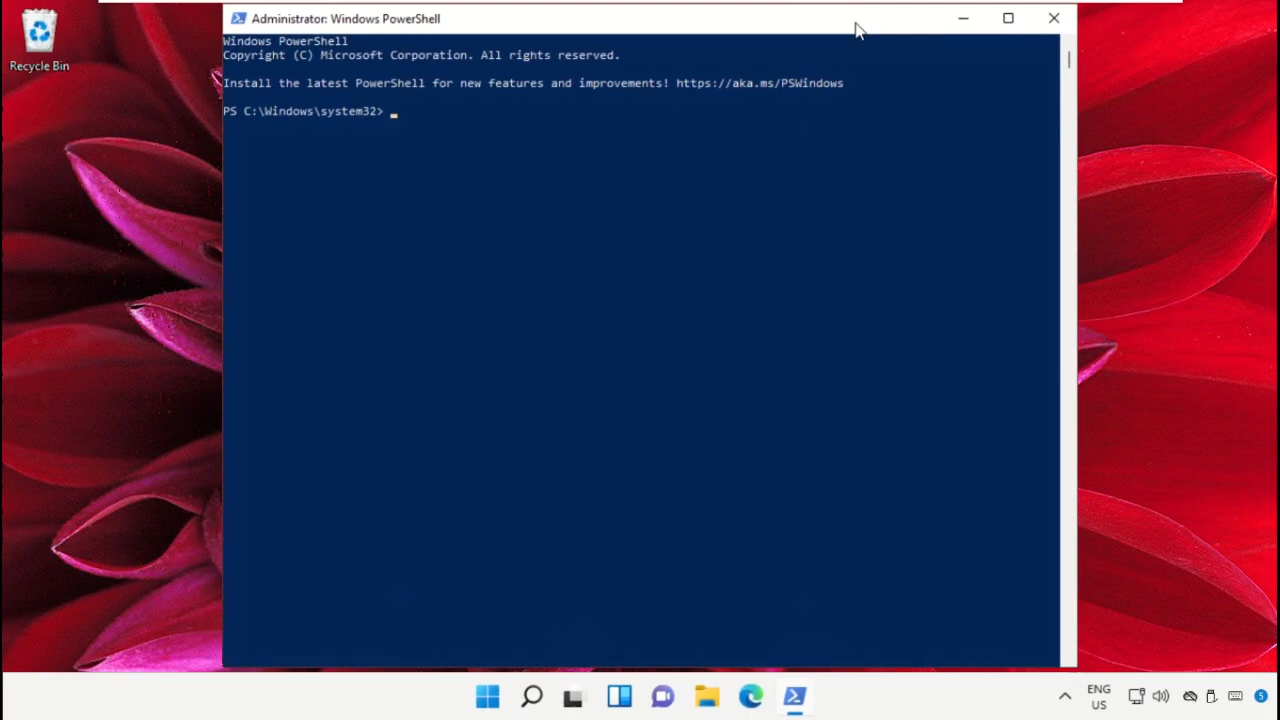 Recycle Bin
Administrator: Windows PowerShell
Windows PowerShell
Copyright (C) Microsoft Corporation. All rights reserved.
Install the latest PowerShell for new features and improvements! https://aka.ms/PSWindows
PS C:\Windows\system32>
ENG
US
5